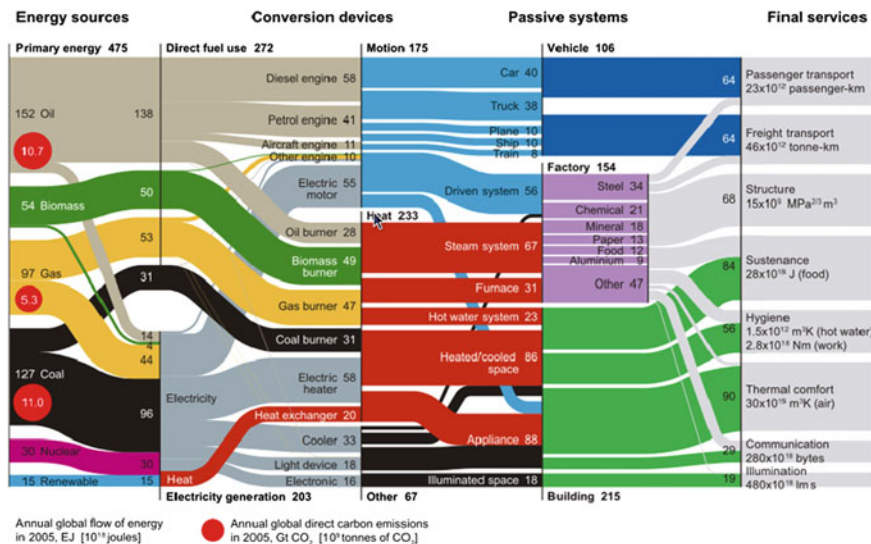 Energy sources
Conversion devices
Passive systems
Final services
Primary energy 475
Direct fuel use 272
Motion 175
Vehicle 106
152 Oil
138
10.7
54 Biomass
50
53
97 Gas
5.3
31
14
4
44
127 Coal
11.0
96
30 Nuclear
30
15 Renewable
15
Diesel engine 58
Petrol engine 41
Aircraft engine 11
Other engine 10
Electric motor 55
Oil burner 28
Biomass burner 49
Gas burner 47
Coal burner 31
Electricity
Electric heater 58
Heat exchanger 20
Cooler 33
Light device 18
Heat
Electronic 16
Electricity generation 203
Car 40
Truck 38
Plane 10
Ship 10
Train 8
Driven system 56
Heat 233
Steam system 67
Furnace 31
Hot water system 23
Heated/cooled space 86
Appliance 88
Illuminated space 18
Other 67
64
64
Factory 154
Steel 34
Chemical 21
Mineral 18
Paper 13
Food 12
Aluminium 9
Other 47
68
84
56
90
29
19
Building 215
Passenger transport
23x10¹² passenger-km
Freight transport
46x10¹² tonne-km
Structure
15x10⁹ MPa²ᐟ³m³
Sustenance
28x10¹⁸ J (food)
Hygiene
1.5x10¹² m³K (hot water)
2.8x10¹⁸ Nm (work)
Thermal comfort
30x10¹⁵ m³K (air)
Communication
280x10¹⁸ bytes
Illumination
480x10¹⁸ lms
Annual global flow of energy
in 2005, EJ [10¹⁸ joules]
Annual global direct carbon emissions
in 2005, Gt CO₂ [10⁹ tonnes of CO₂]